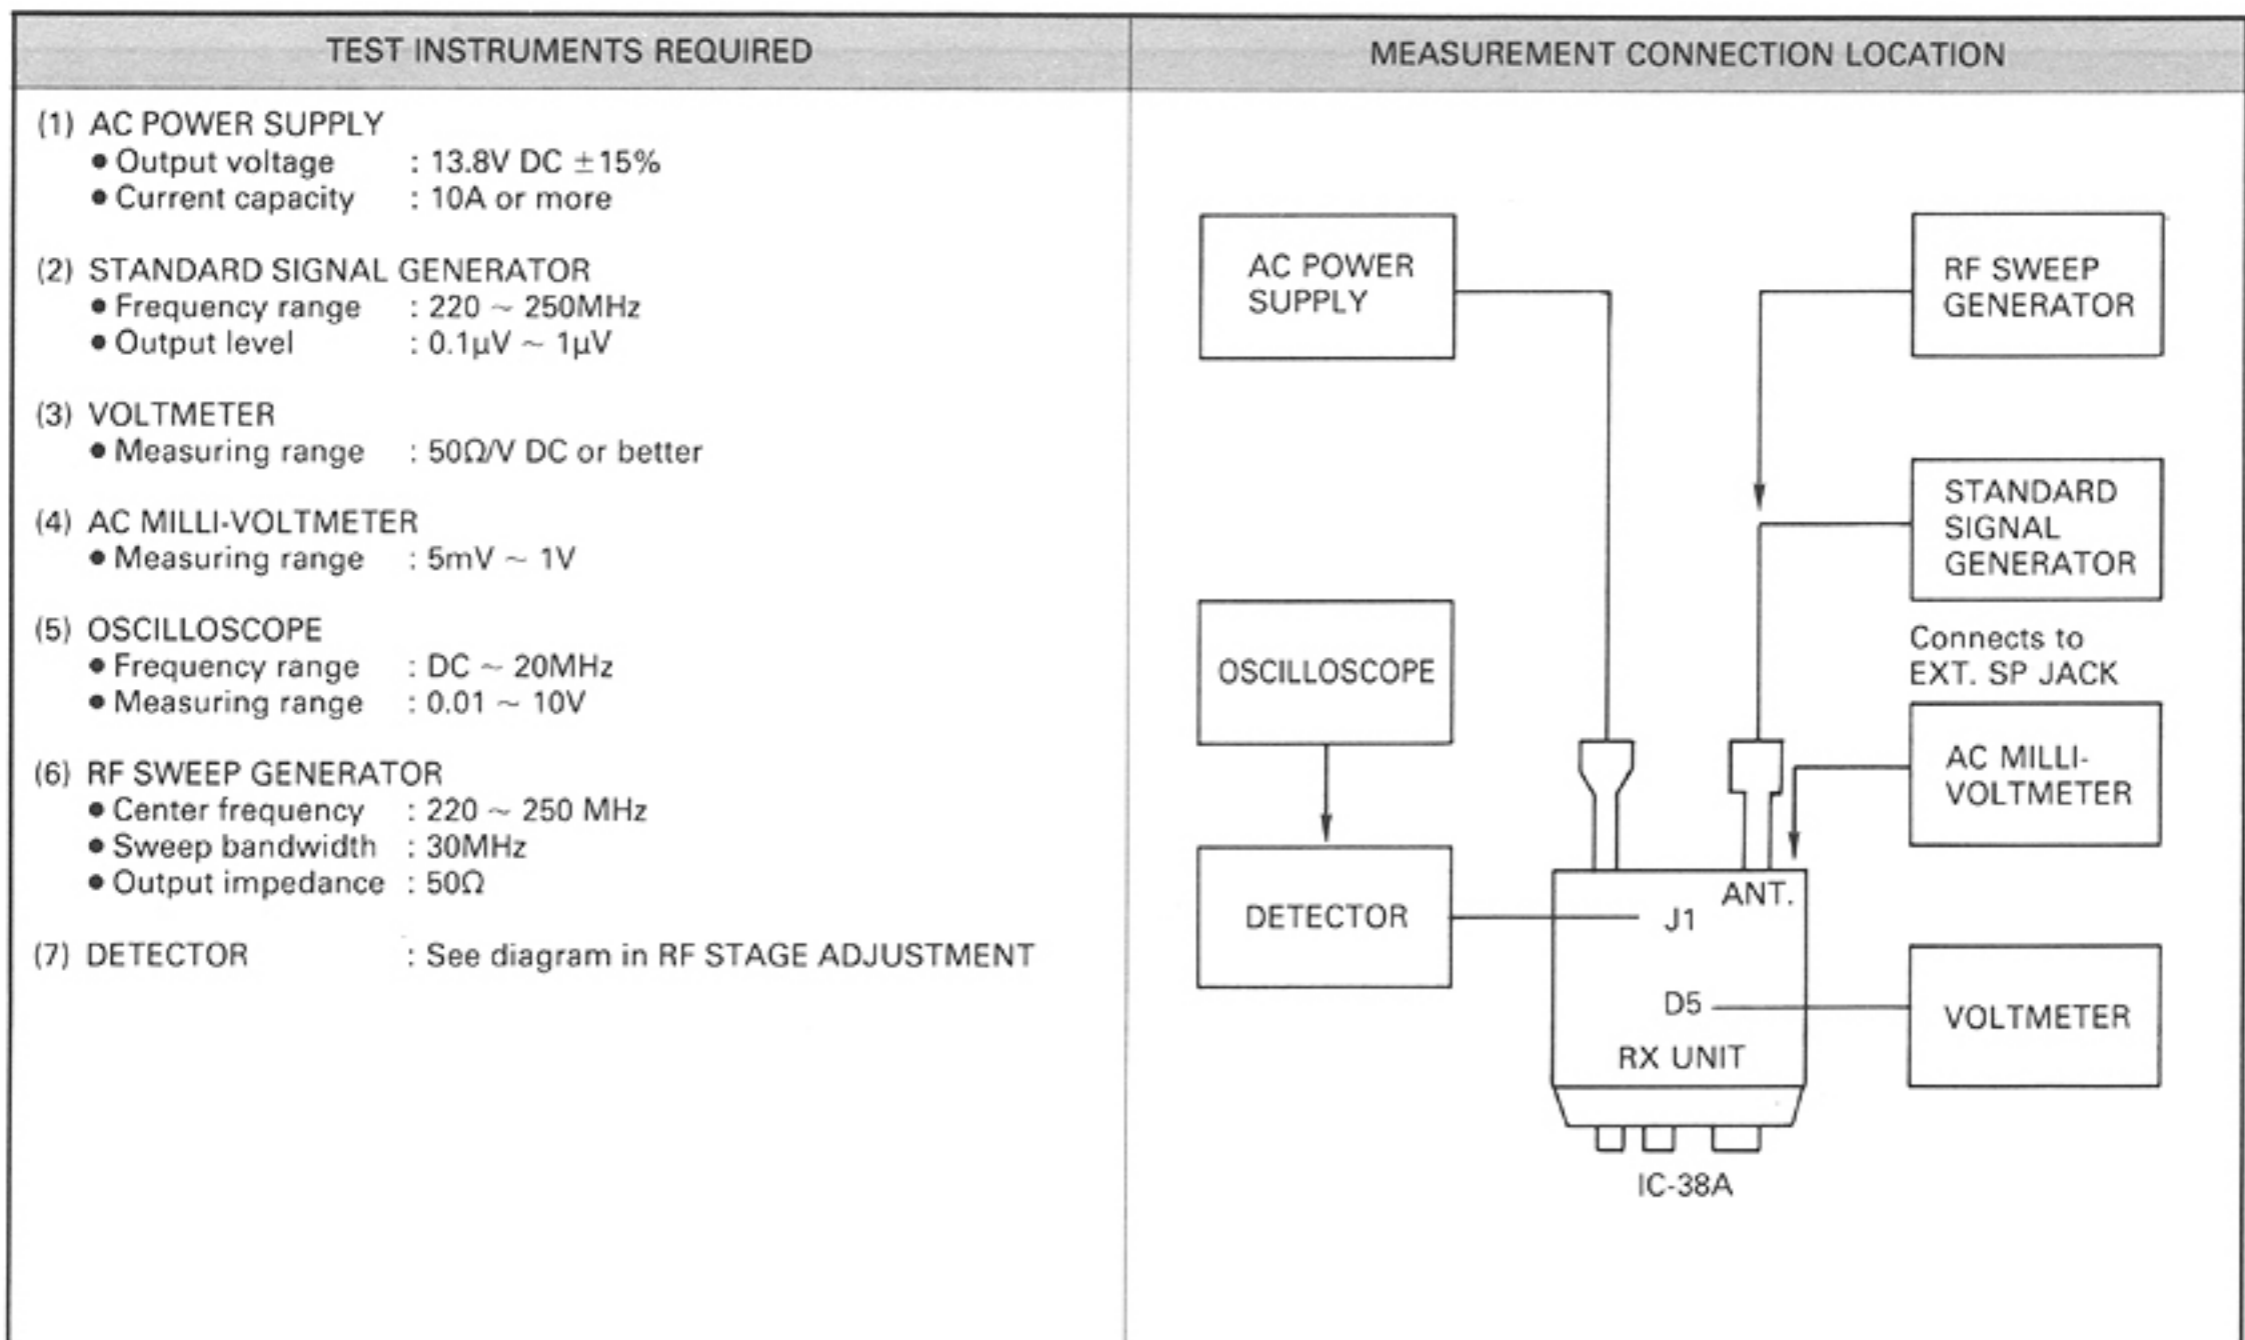 TEST INSTRUMENTS REQUIRED
(1) AC POWER SUPPLY
● Output voltage : 13.8V DC ±15%
● Current capacity : 10A or more
(2) STANDARD SIGNAL GENERATOR
● Frequency range : 220 ~ 250MHz
● Output level : 0.1µV ~ 1µV
(3) VOLTMETER
● Measuring range : 50Ω/V DC or better
(4) AC MILLI-VOLTMETER
● Measuring range : 5mV ~ 1V
(5) OSCILLOSCOPE
● Frequency range : DC ~ 20MHz
● Measuring range : 0.01 ~ 10V
(6) RF SWEEP GENERATOR
● Center frequency : 220 ~ 250 MHz
● Sweep bandwidth : 30MHz
● Output impedance : 50Ω
(7) DETECTOR : See diagram in RF STAGE ADJUSTMENT
MEASUREMENT CONNECTION LOCATION
AC POWER
SUPPLY
RF SWEEP
GENERATOR
STANDARD
SIGNAL
GENERATOR
OSCILLOSCOPE
Connects to
EXT. SP JACK
AC MILLI-
VOLTMETER
DETECTOR
ANT.
J1
D5
VOLTMETER
RX UNIT
IC-38A